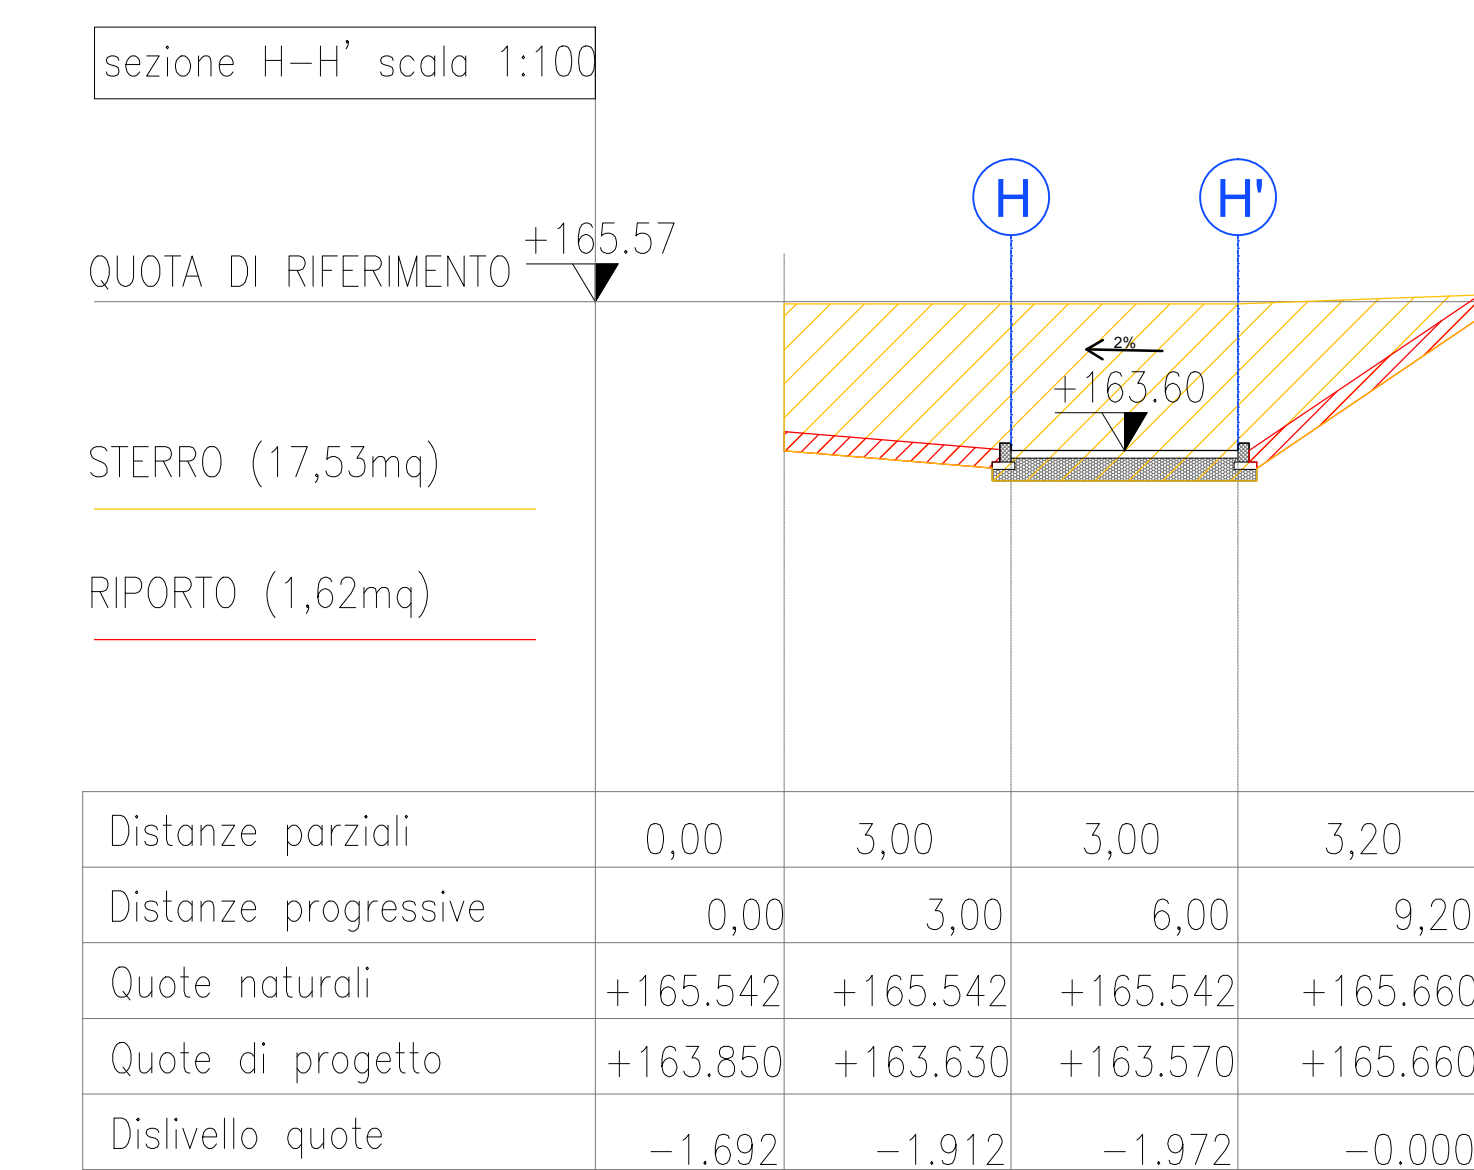 sezione H-H' scala 1:100
H H'
+165.57
QUOTA DI RIFERIMENTO
2%
+163.60
STERRO (17,53mq)
RIPORTO (1,62mq)
Distanze parziali 0,00 3,00 3,00 3,20
Distanze progressive 0,00 3,00 6,00 9,20
Quote naturali +165.542 +165.542 +165.542 +165.660
Quote di progetto +163.850 +163.630 +163.570 +165.660
Dislivello quote -1.692 -1.912 -1.972 -0.000